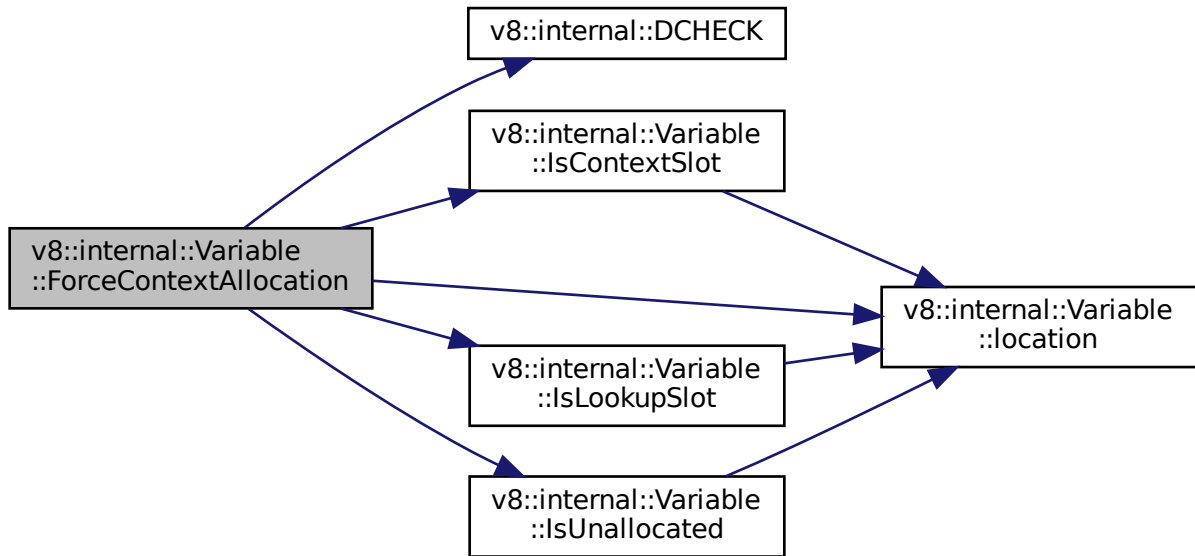 v8::internal::DCHECK
v8::internal::Variable
::IsContextSlot
v8::internal::Variable
::ForceContextAllocation
v8::internal::Variable
::location
v8::internal::Variable
::IsLookupSlot
v8::internal::Variable
::IsUnallocated